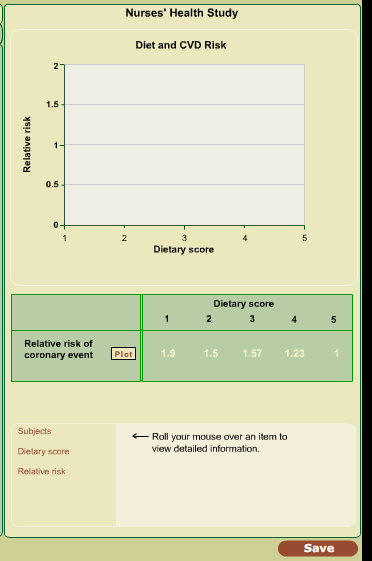 Nurses' Health Study
Diet and CVD Risk
Relative risk
2
1.5
1
0.5
0
1 2 3 4 5
Dietary score
Dietary score
1 2 3 4 5
Relative risk of
coronary event
Plot
1.9 1.5 1.57 1.23 1
Subjects
Dietary score
Relative risk
Roll your mouse over an item to
view detailed information.
Save